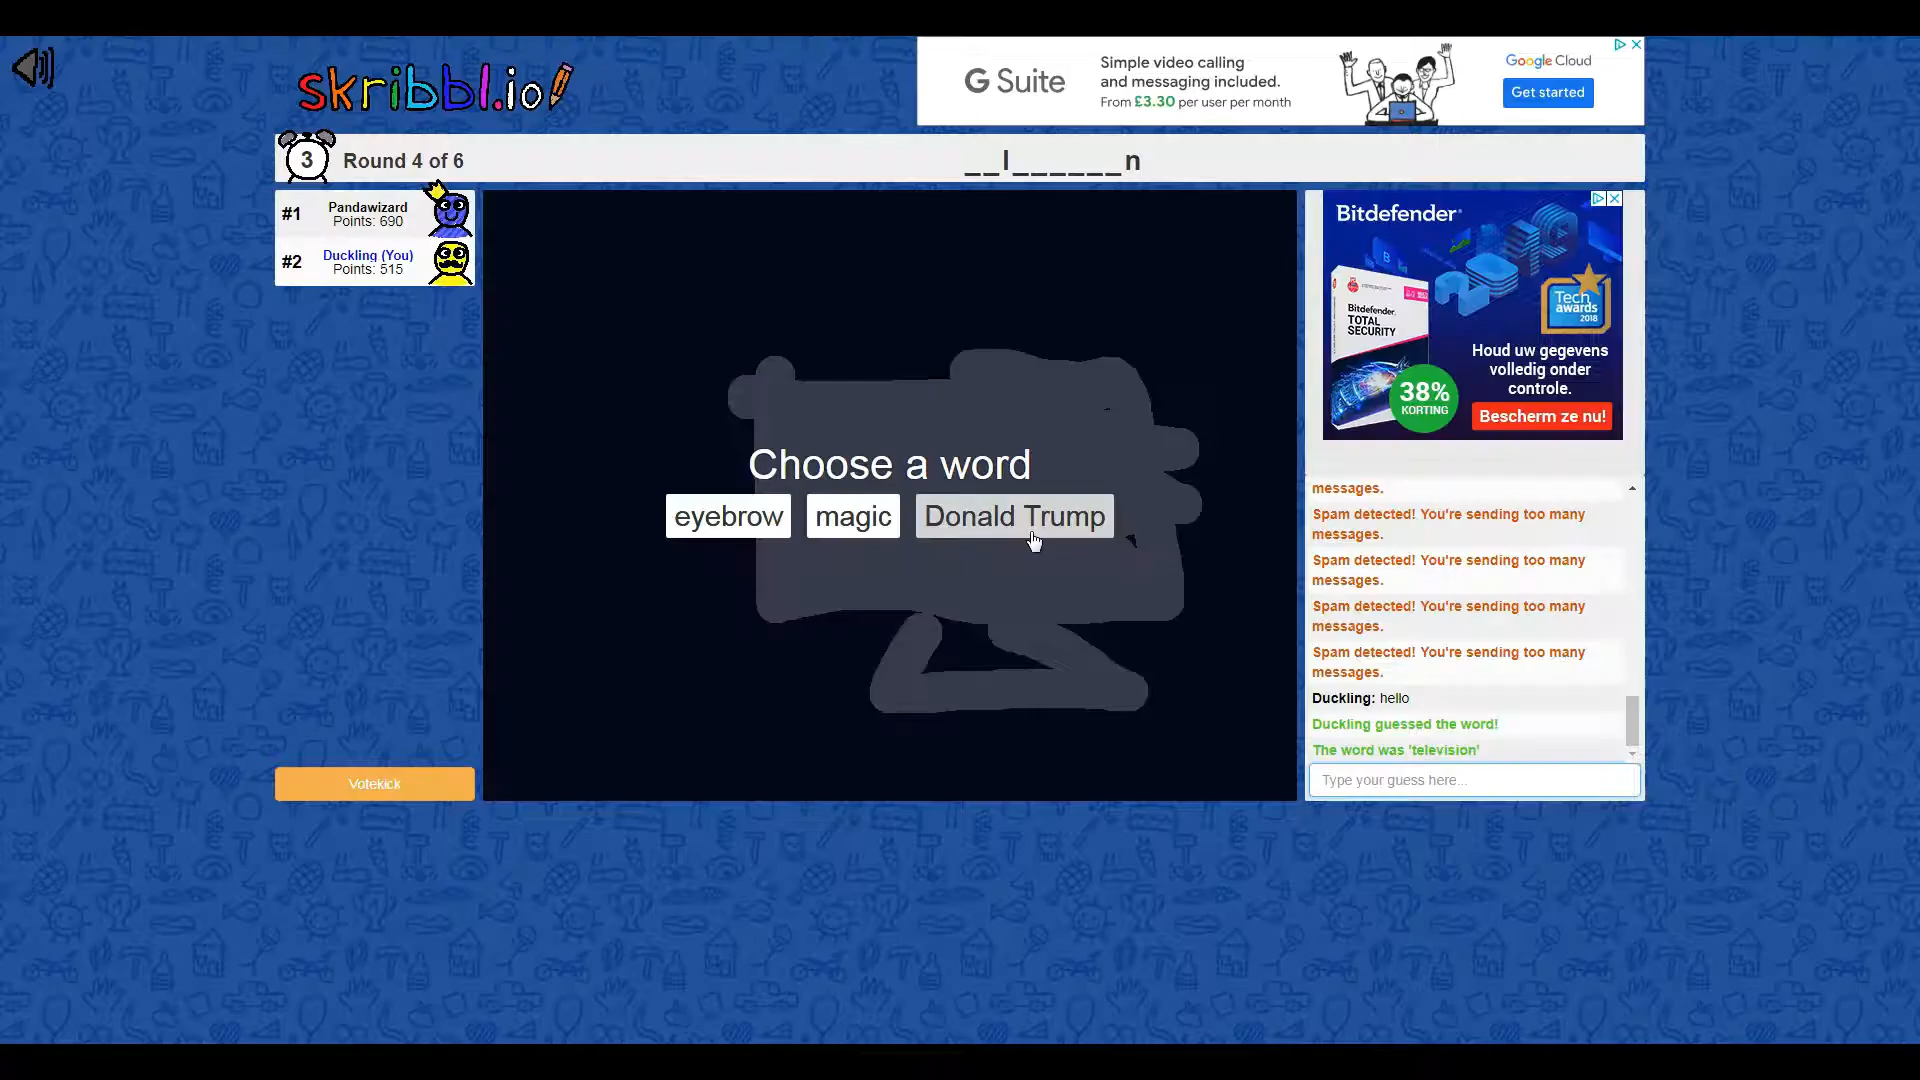 skribbl.io
G Suite
Simple video calling
and messaging included.
From £3.30 per user per month
Google Cloud
Get started
3
Round 4 of 6
__l______n
#1
Pandawizard
Points: 690
#2
Duckling (You)
Points: 515
Choose a word
eyebrow
magic
Donald Trump
Bitdefender
2019
B
Bitdefender
TOTAL
SECURITY
Tech
awards
2018
Houd uw gegevens
volledig onder
controle.
38%
KORTING
Bescherm ze nu!
messages.
Spam detected! You're sending too many
messages.
Spam detected! You're sending too many
messages.
Spam detected! You're sending too many
messages.
Spam detected! You're sending too many
messages.
Duckling: hello
Duckling guessed the word!
The word was 'television'
Type your guess here...
Votekick